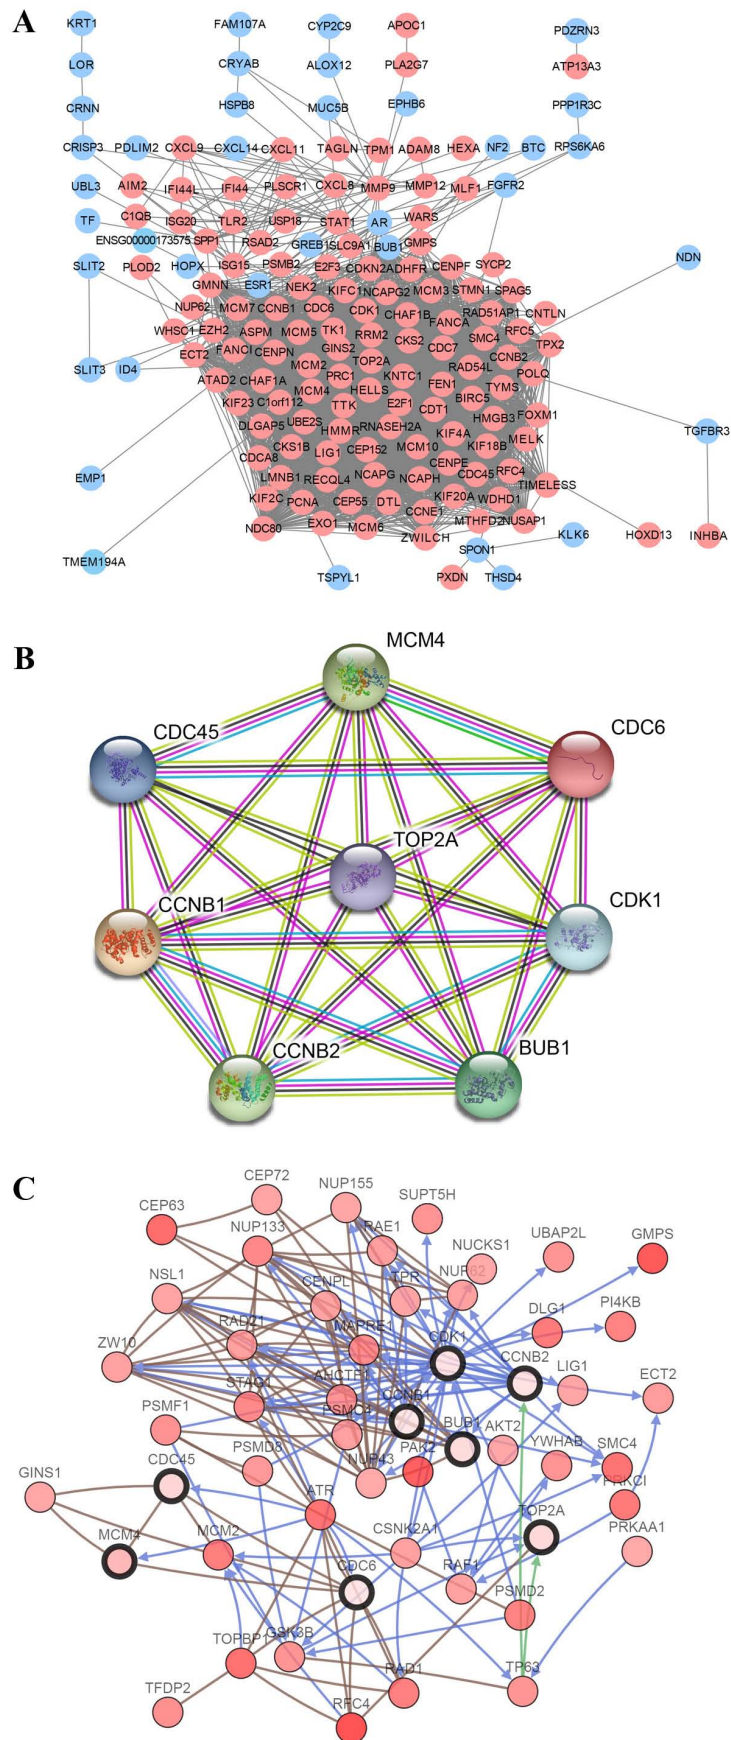 A
KRT1 FAM107A CYP2C9 APOC1 PDZRN3
LOR CRYAB ALOX12 PLA2G7 ATP13A3
CRNN HSPB8 MUC5B EPHB6 PPP1R3C
CRISP3 PDLIM2 CXCL9 CXCL14 CXCL11 TAGLN TPM1 ADAM8 HEXA NF2 BTC RPS6KA6
UBL3 AIM2 IFI44L IFI44 PLSCR1 CXCL8 MMP9 MMP12 MLF1 FGFR2
TF C1QB ISG20 TLR2 USP18 STAT1 AR WARS
ENSG00000173575 SPP1 RSAD2 GREB1 SLC9A1 BUB1 GMPS
SLIT2 PLOD2 HOPX ISG15 PSMB2 E2F3 CDKN2A DHFR CENPF SYCP2 NDN
GMNN ESR1 NEK2 KIFC1 NCAPG2 MCM3 STMN1 SPAG5
NUP62 MCM7 CCNB1 CDC6 CDK1 CHAF1B FANCA RAD51AP1 CNTLN
WHSC1 EZH2 ASPM MCM5 TK1 RRM2 CKS2 CDC7 SMC4 RFC5 TPX2
ECT2 FANCI CENPN GINS2 TOP2A CCNB2
SLIT3 ID4 ATAD2 CHAF1A MCM2 PRC1 KNTC1 RAD54L POLQ
MCM4 HELLS FEN1 TYMS
KIF23 C1orf112 TTK E2F1 CDT1 BIRC5 HMGB3 FOXM1
DLGAP5 UBE2S HMMR RNASEH2A KIF4A MELK TGFBR3
CKS1B LIG1 CEP152 MCM10 KIF18B
CDCA8 CENPE
EMP1 LMNB1 RECQL4 NCAPG NCAPH CDC45 RFC4 TIMELESS
KIF2C PCNA CEP55 DTL KIF20A WDHD1
NDC80 EXO1 MCM6 CCNE1 MTHFD2 NUSAP1
ZWILCH KLK6 HOXD13 INHBA
TMEM194A SPON1
TSPYL1 PXDN THSD4
B
MCM4
CDC45 CDC6
TOP2A
CCNB1 CDK1
CCNB2 BUB1
C
CEP72 NUP155
CEP63 SUPT5H
NUP133 RAE1 UBAP2L GMPS
NUCKS1
NSL1 CENPL TPR NUP62
DLG1 PI4KB
RAD21 MAPRE1
ZW10 CDK1 CCNB2
STAG1 AHCTF1 LIG1 ECT2
PSMF1 PSMC4 CCNB1 BUB1 AKT2
CDC45 PSMD8 NUP43 PAK2 YWHAB SMC4
GINS1 ATR PRKCI
MCM4 MCM2 CSNK2A1 TOP2A PRKAA1
CDC6 RAF1 PSMD2
TOPBP1 GSK3B
TFDP2 RAD1 TP63
RFC4